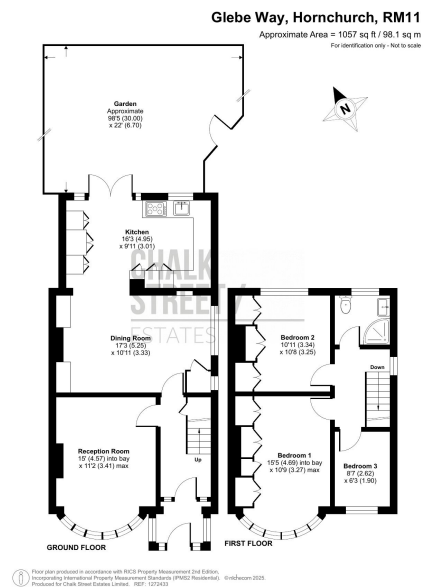 Glebe Way, Hornchurch, RM11
Approximate Area = 1057 sq ft / 98.1 sq m
For identification only - Not to scale
Garden
Approximate
98'5 (30.00)
x 22' (6.70)
N
Kitchen
16'3 (4.95)
x 9'11 (3.01)
CHALK
STREET
ESTATES
Dining Room
17'3 (5.25)
x 10'11 (3.33)
Bedroom 2
10'11 (3.34)
x 10'8 (3.25)
Down
Reception Room
15' (4.57) into bay
x 11'2 (3.41) max
Up
Bedroom 1
15'5 (4.69) into bay
x 10'9 (3.27) max
Bedroom 3
8'7 (2.62)
x 6'3 (1.90)
GROUND FLOOR
FIRST FLOOR
Floor plan produced in accordance with RICS Property Measurement 2nd Edition,
Incorporating International Property Measurement Standards (IPMS2 Residential). ©nichecom 2025.
Produced for Chalk Street Estates Limited. REF: 1272433